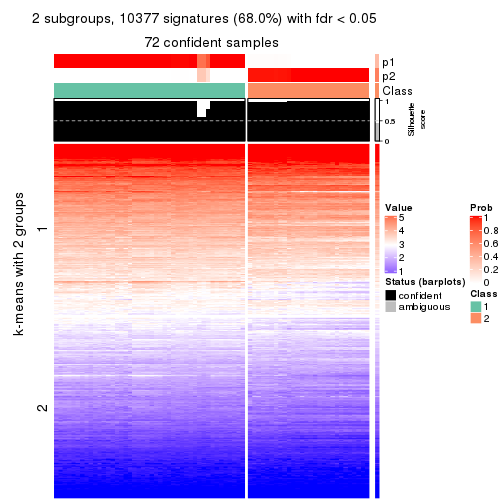 2 subgroups, 10377 signatures (68.0%) with fdr < 0.05
72 confident samples
p1
p2
Class
1
0.5
0
Silhouette
score
k-means with 2 groups
1
2
Value
5
4
3
2
1
Status (barplots)
confident
ambiguous
Prob
1
0.8
0.6
0.4
0.2
0
Class
1
2